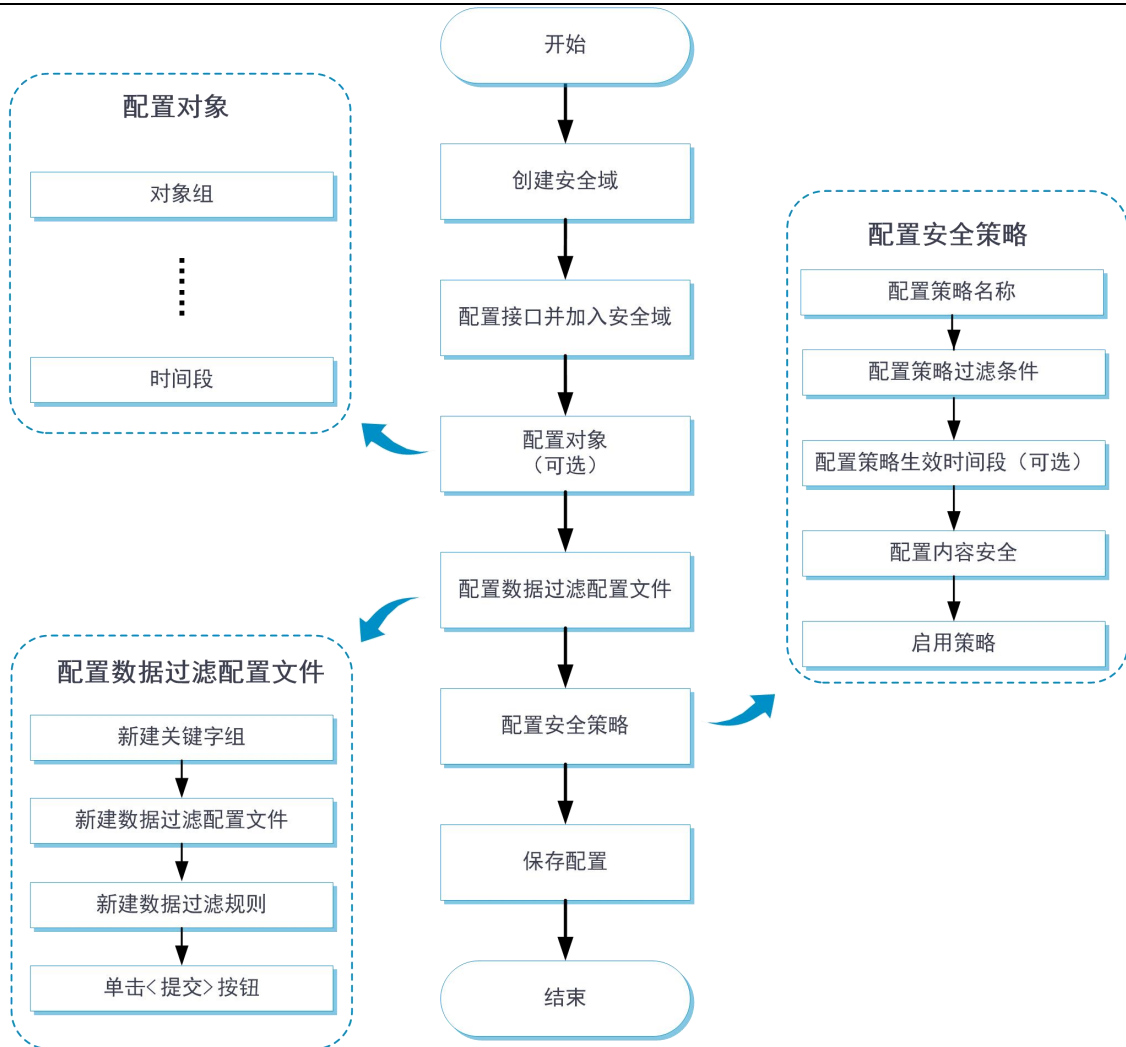 开始
创建安全域
配置接口并加入安全域
配置对象
（可选）
配置数据过滤配置文件
配置安全策略
保存配置
结束
配置对象
对象组
时间段
配置数据过滤配置文件
新建关键字组
新建数据过滤配置文件
新建数据过滤规则
单击<提交>按钮
配置安全策略
配置策略名称
配置策略过滤条件
配置策略生效时间段（可选）
配置内容安全
启用策略